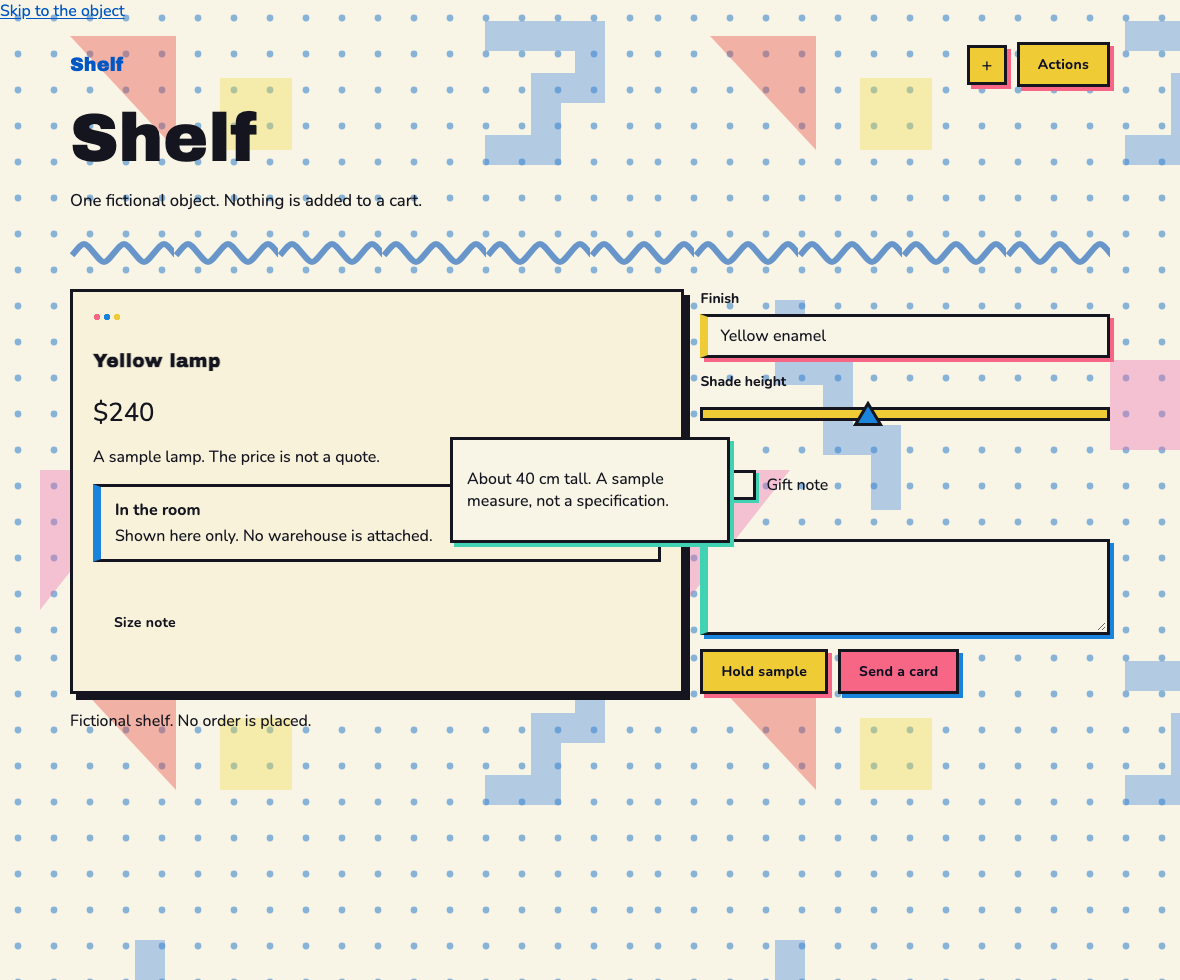 Skip to the object
Shelf
+
Actions
Shelf
One fictional object. Nothing is added to a cart.
Yellow lamp
$240
A sample lamp. The price is not a quote.
In the room
Shown here only. No warehouse is attached.
Size note
About 40 cm tall. A sample
measure, not a specification.
Finish
Yellow enamel
Shade height
Gift note
Hold sample
Send a card
Fictional shelf. No order is placed.